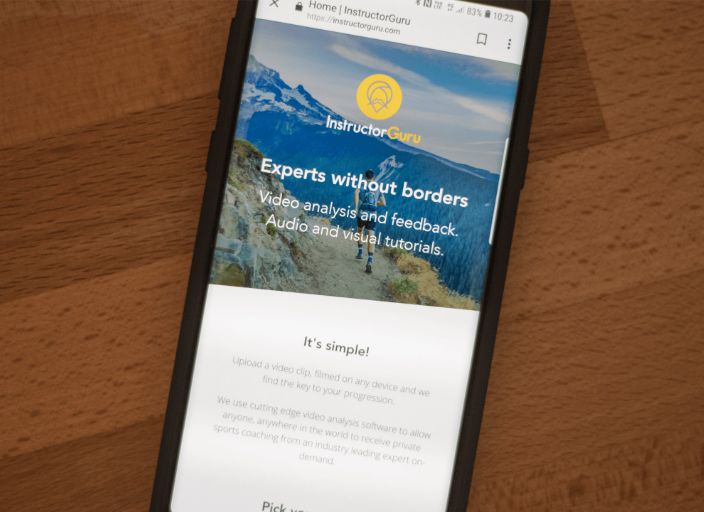 83% 10:23
Home | InstructorGuru
https://instructorguru.com
InstructorGuru
Experts without borders
Video analysis and feedback.
Audio and visual tutorials.
It's simple!
Upload a video clip, filmed on any device and we
find the key to your progression.
We use cutting edge video analysis software to allow
anyone, anywhere in the world to receive private
sports coaching from an industry leading expert on-
demand.
Pick yo